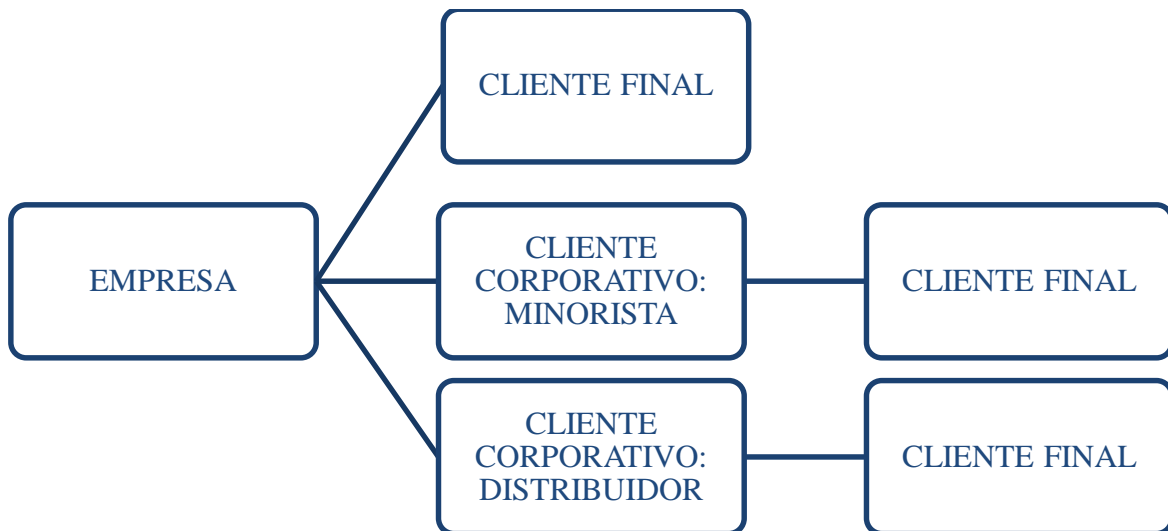 CLIENTE FINAL
EMPRESA
CLIENTE
CORPORATIVO:
MINORISTA
CLIENTE FINAL
CLIENTE
CORPORATIVO:
DISTRIBUIDOR
CLIENTE FINAL